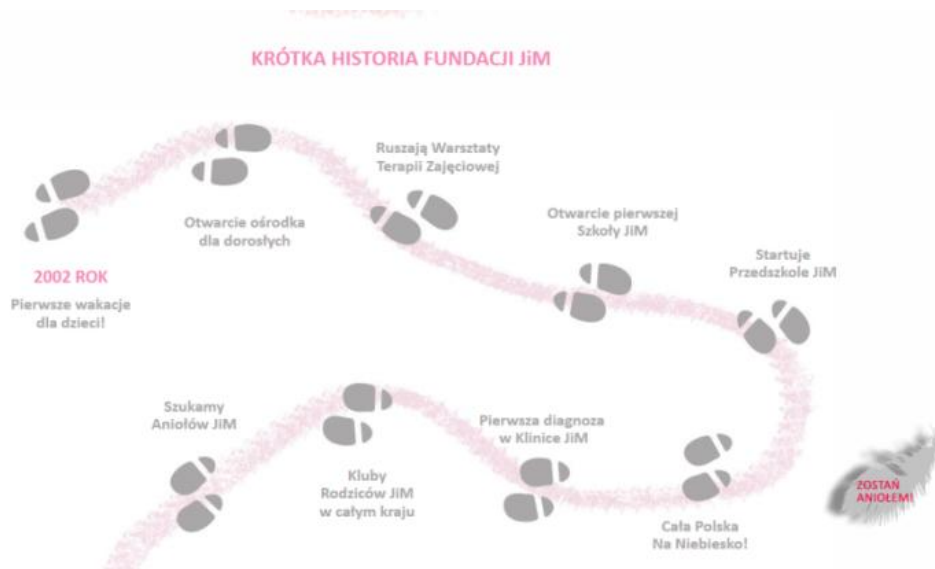 KRÓTKA HISTORIA FUNDACJI JiM
2002 ROK
Pierwsze wakacje
dla dzieci!
Otwarcie ośrodka
dla dorosłych
Ruszają Warsztaty
Terapii Zajęciowej
Otwarcie pierwszej
Szkoły JiM
Startuje
Przedszkole JiM
Cała Polska
Na Niebiesko!
Pierwsza diagnoza
w Klinice JiM
Kluby
Rodziców JiM
w całym kraju
Szukamy
Aniołów JiM
ZOSTAŃ
ANIOŁEM!